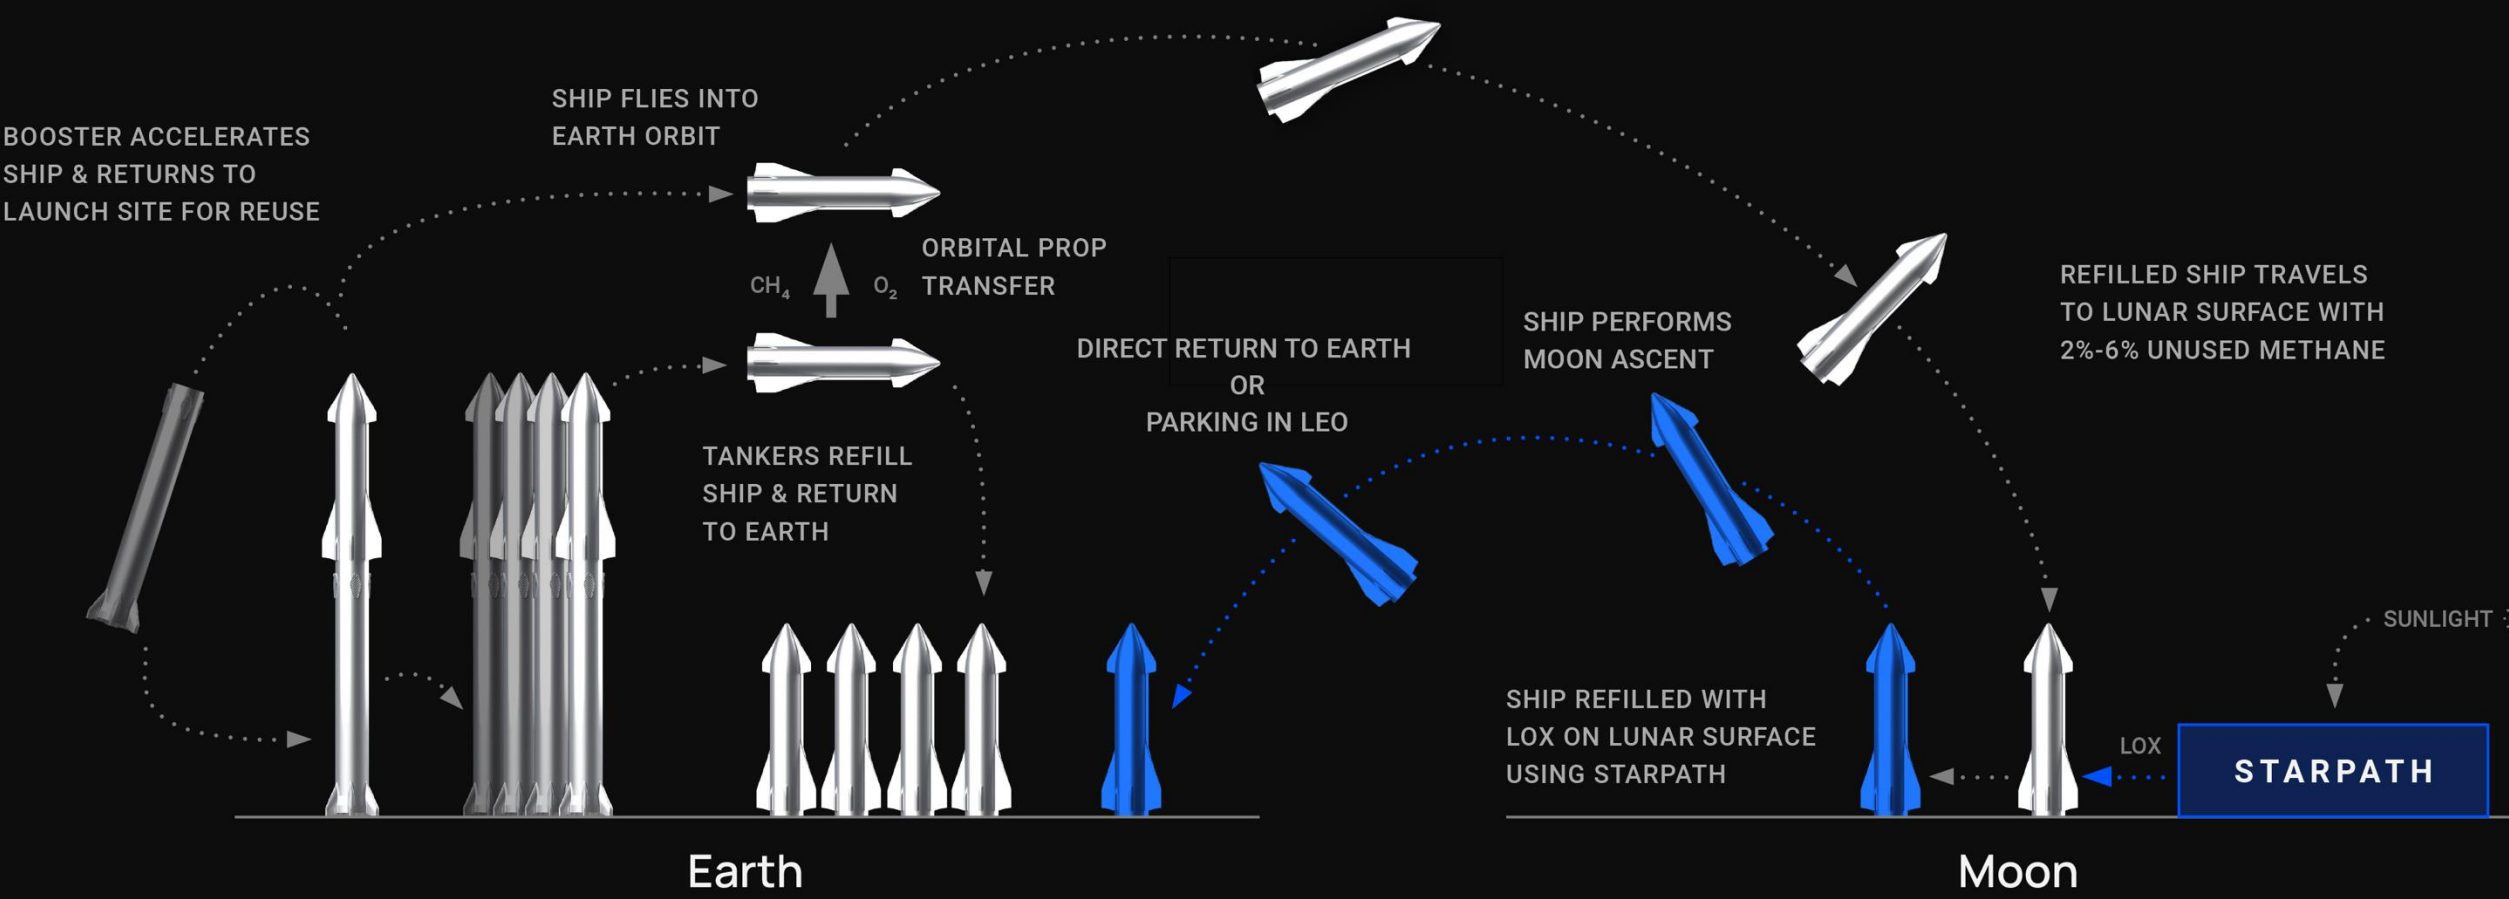 BOOSTER ACCELERATES
SHIP & RETURNS TO
LAUNCH SITE FOR REUSE
SHIP FLIES INTO
EARTH ORBIT
CH₄
O₂
ORBITAL PROP
TRANSFER
TANKERS REFILL
SHIP & RETURN
TO EARTH
DIRECT RETURN TO EARTH
OR
PARKING IN LEO
SHIP PERFORMS
MOON ASCENT
REFILLED SHIP TRAVELS
TO LUNAR SURFACE WITH
2%-6% UNUSED METHANE
SUNLIGHT
SHIP REFILLED WITH
LOX ON LUNAR SURFACE
USING STARPATH
LOX
STARPATH
Earth
Moon